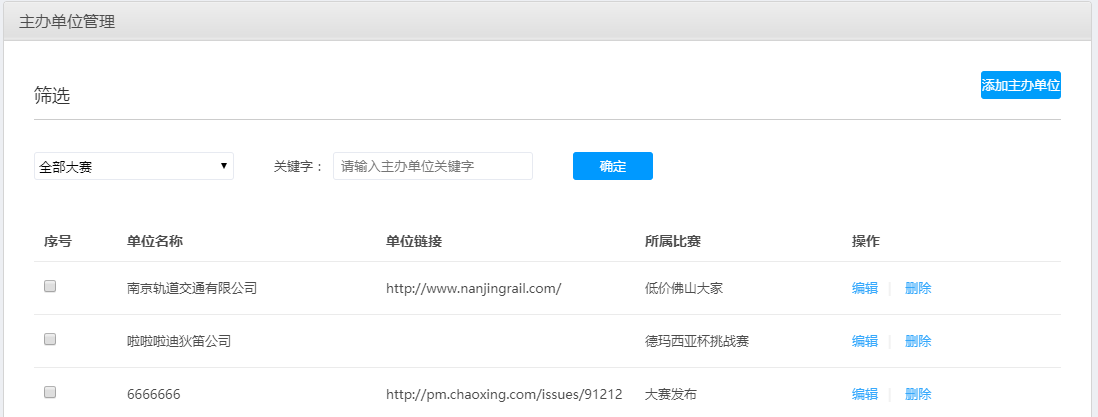 主办单位管理
筛选 添加主办单位
全部大赛 关键字： 请输入主办单位关键字 确定
序号 单位名称 单位链接 所属比赛 操作
南京轨道交通有限公司 http://www.nanjingrail.com/ 低价佛山大家 编辑 | 删除
啦啦啦迪狄笛公司 德玛西亚杯挑战赛 编辑 | 删除
6666666 http://pm.chaoxing.com/issues/91212 大赛发布 编辑 | 删除